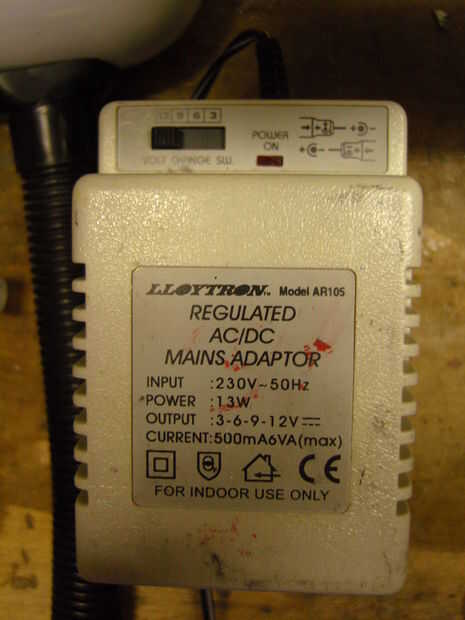 12 9 6 3
VOLT CHANGE SW.
POWER
ON
LLOYTRON TM Model AR105
REGULATED
AC/DC
MAINS ADAPTOR
INPUT :230V~50Hz
POWER :13W
OUTPUT :3-6-9-12V
CURRENT:500mA6VA(max)
CE
FOR INDOOR USE ONLY